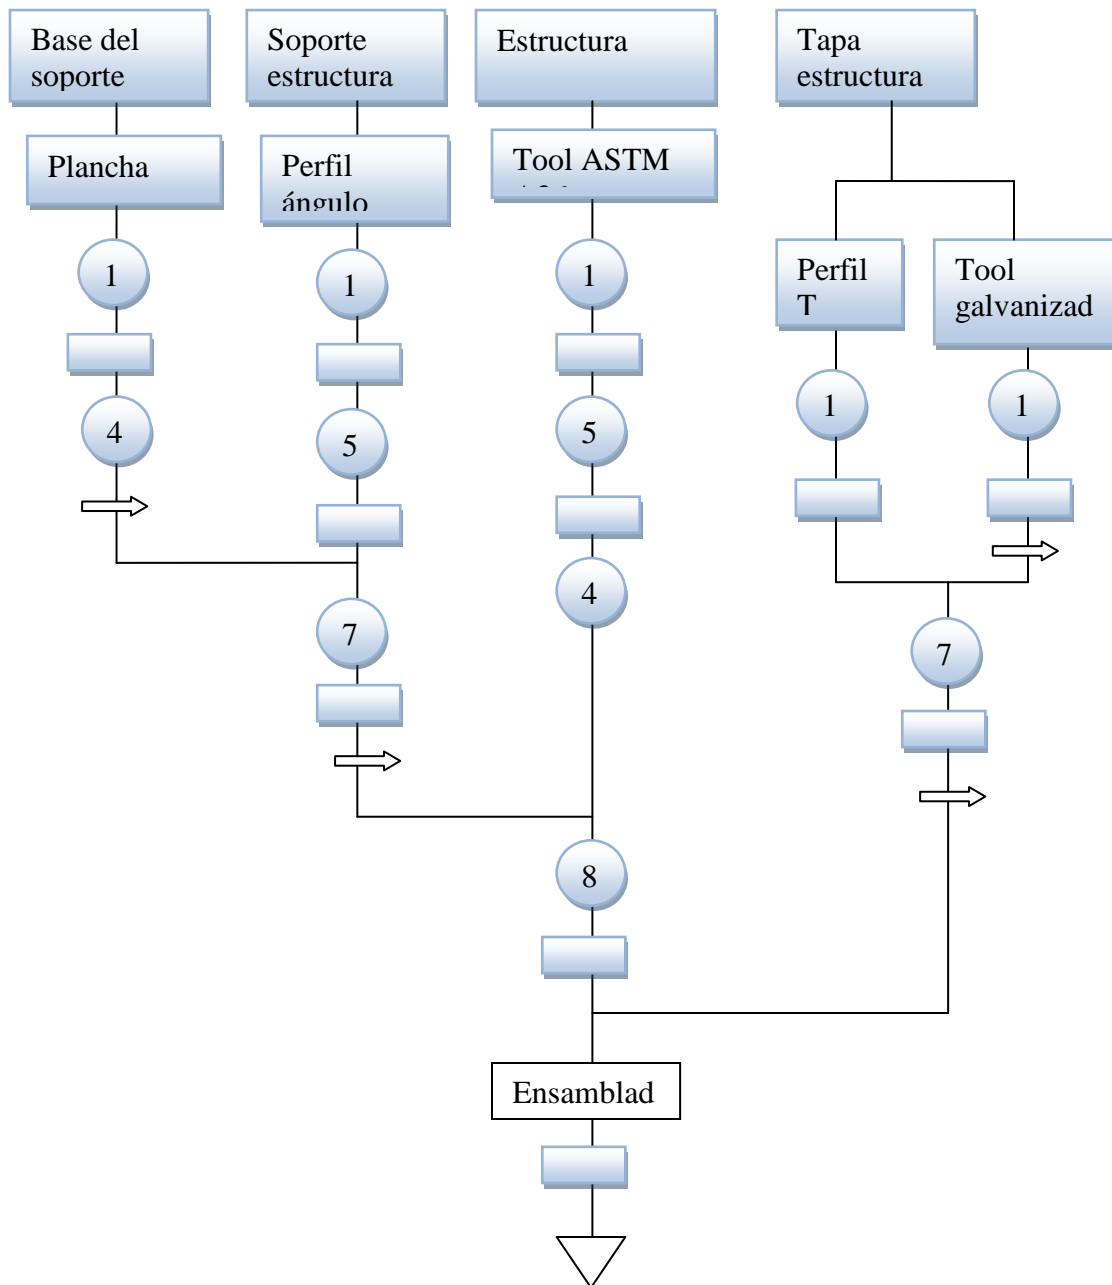 Base del
soporte
Soporte
estructura
Estructura
Tapa
estructura
Plancha
Perfil
ángulo
Tool ASTM
Perfil
T
Tool
galvanizad
1
1
1
1
1
4
5
5
4
7
7
8
Ensamblad